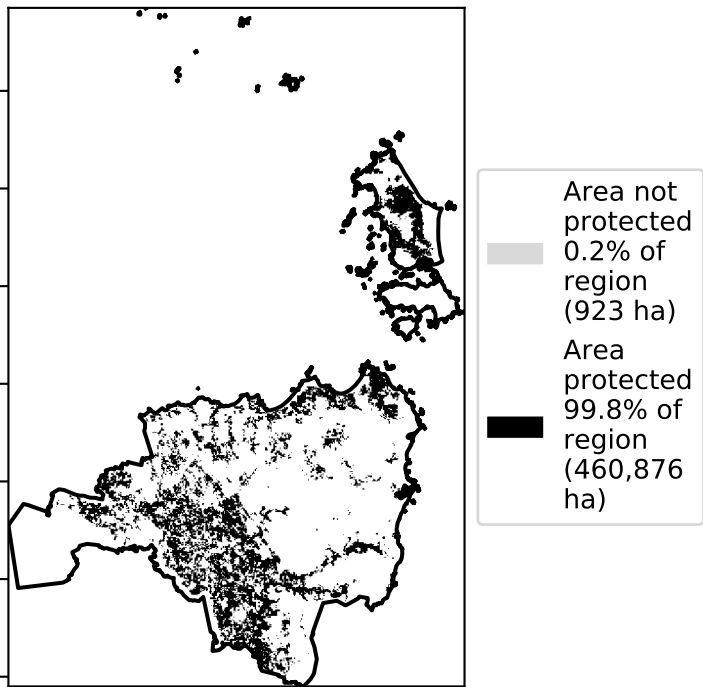 Area not
protected
0.2% of
region
(923 ha)
Area
protected
99.8% of
region
(460,876
ha)